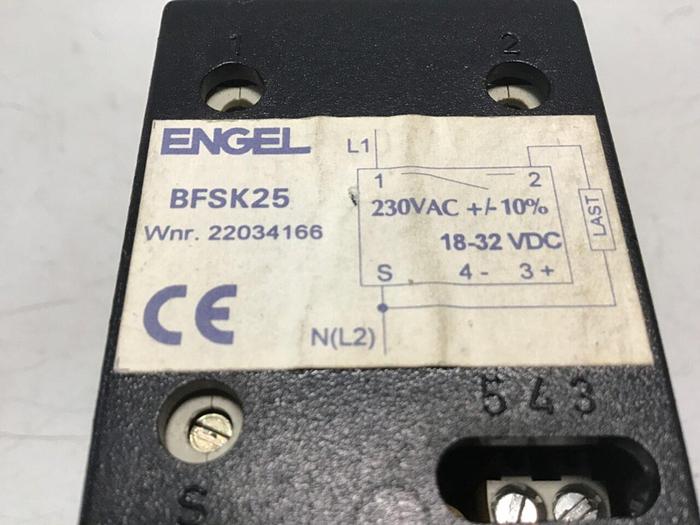 1 2
ENGEL
BFSK25
Wnr. 22034166
CE
L1
1 2
230VAC +/- 10%
18-32 VDC
S 4 - 3 +
LAST
N(L2)
5 4 3
S